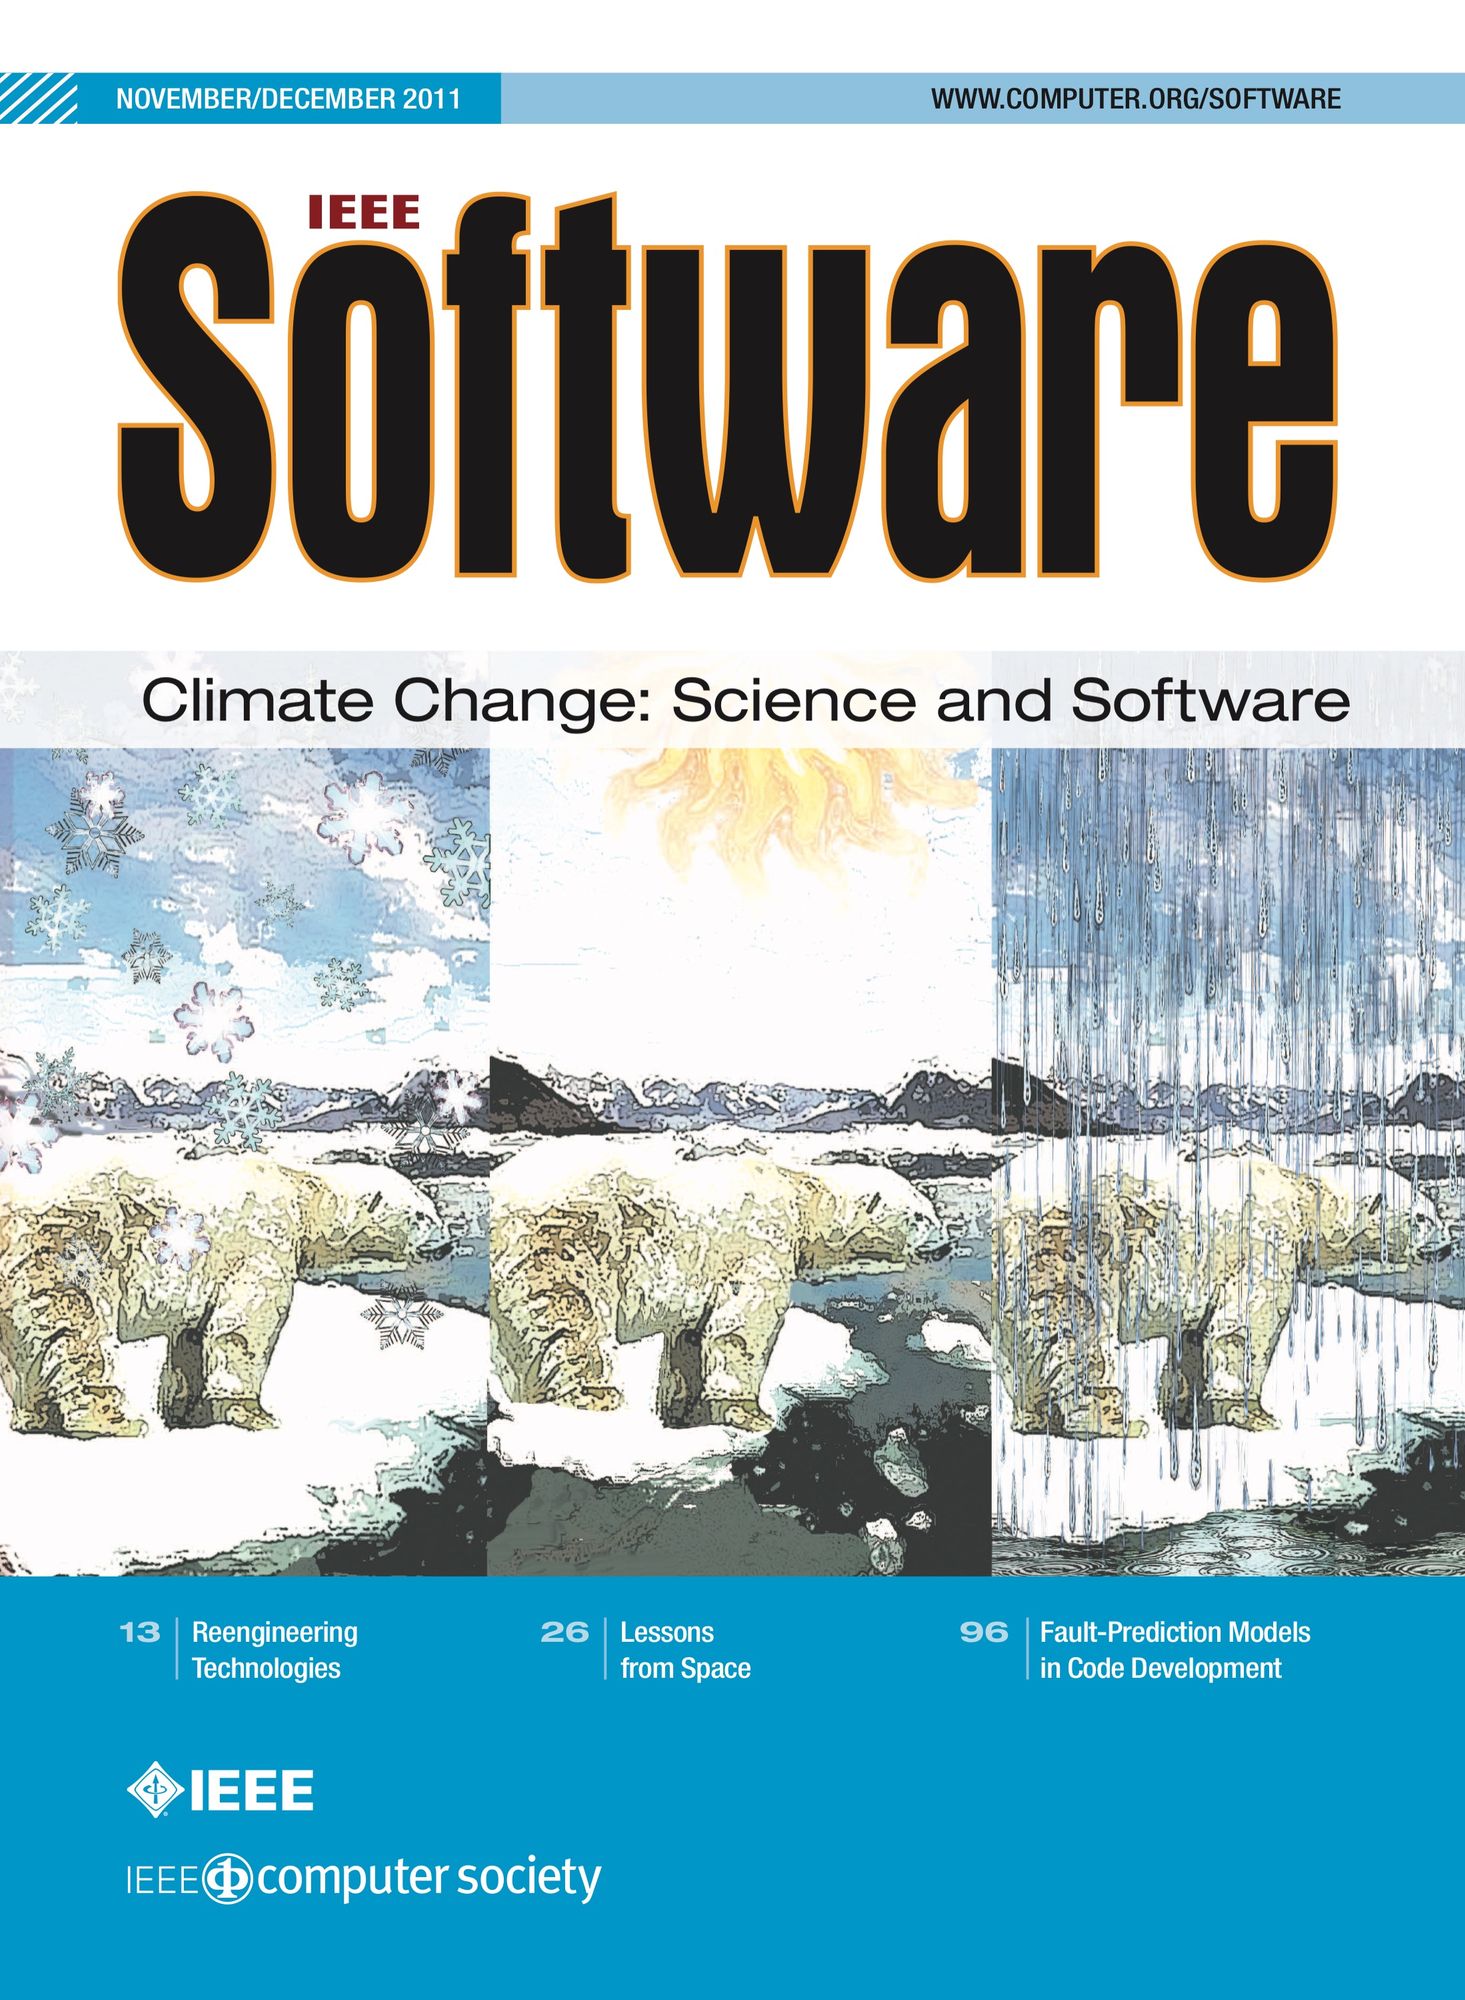 NOVEMBER/DECEMBER 2011
WWW.COMPUTER.ORG/SOFTWARE
IEEE
Software
Climate Change: Science and Software
13
Reengineering
Technologies
26
Lessons
from Space
96
Fault-Prediction Models
in Code Development
IEEE
IEEE computer society